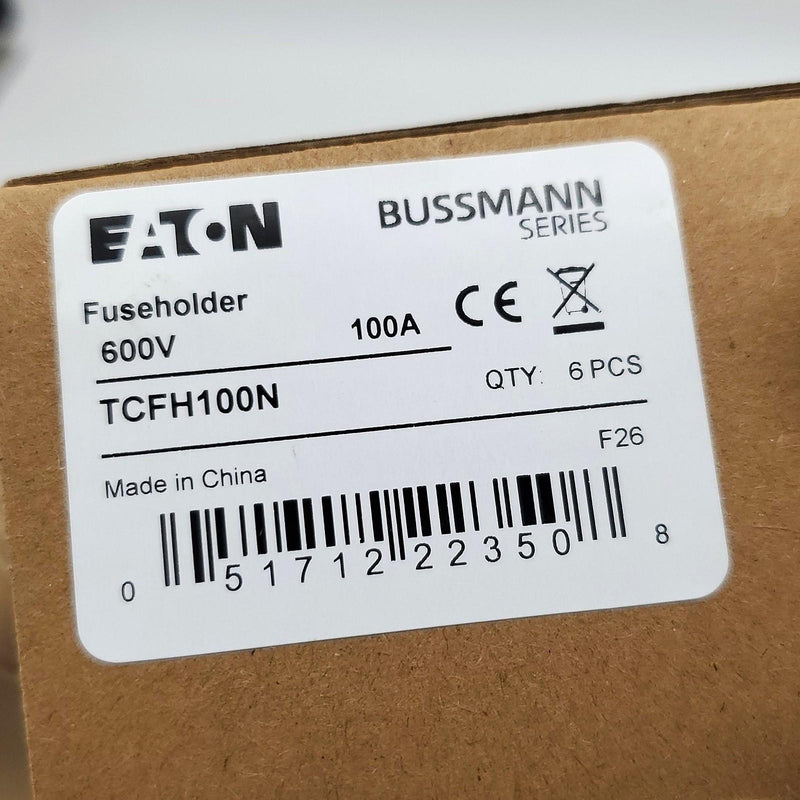 EATON
BUSSMANN
SERIES
Fuseholder
600V 100A CE
TCFH100N QTY: 6 PCS
F26
Made in China
0 51712 22350 8